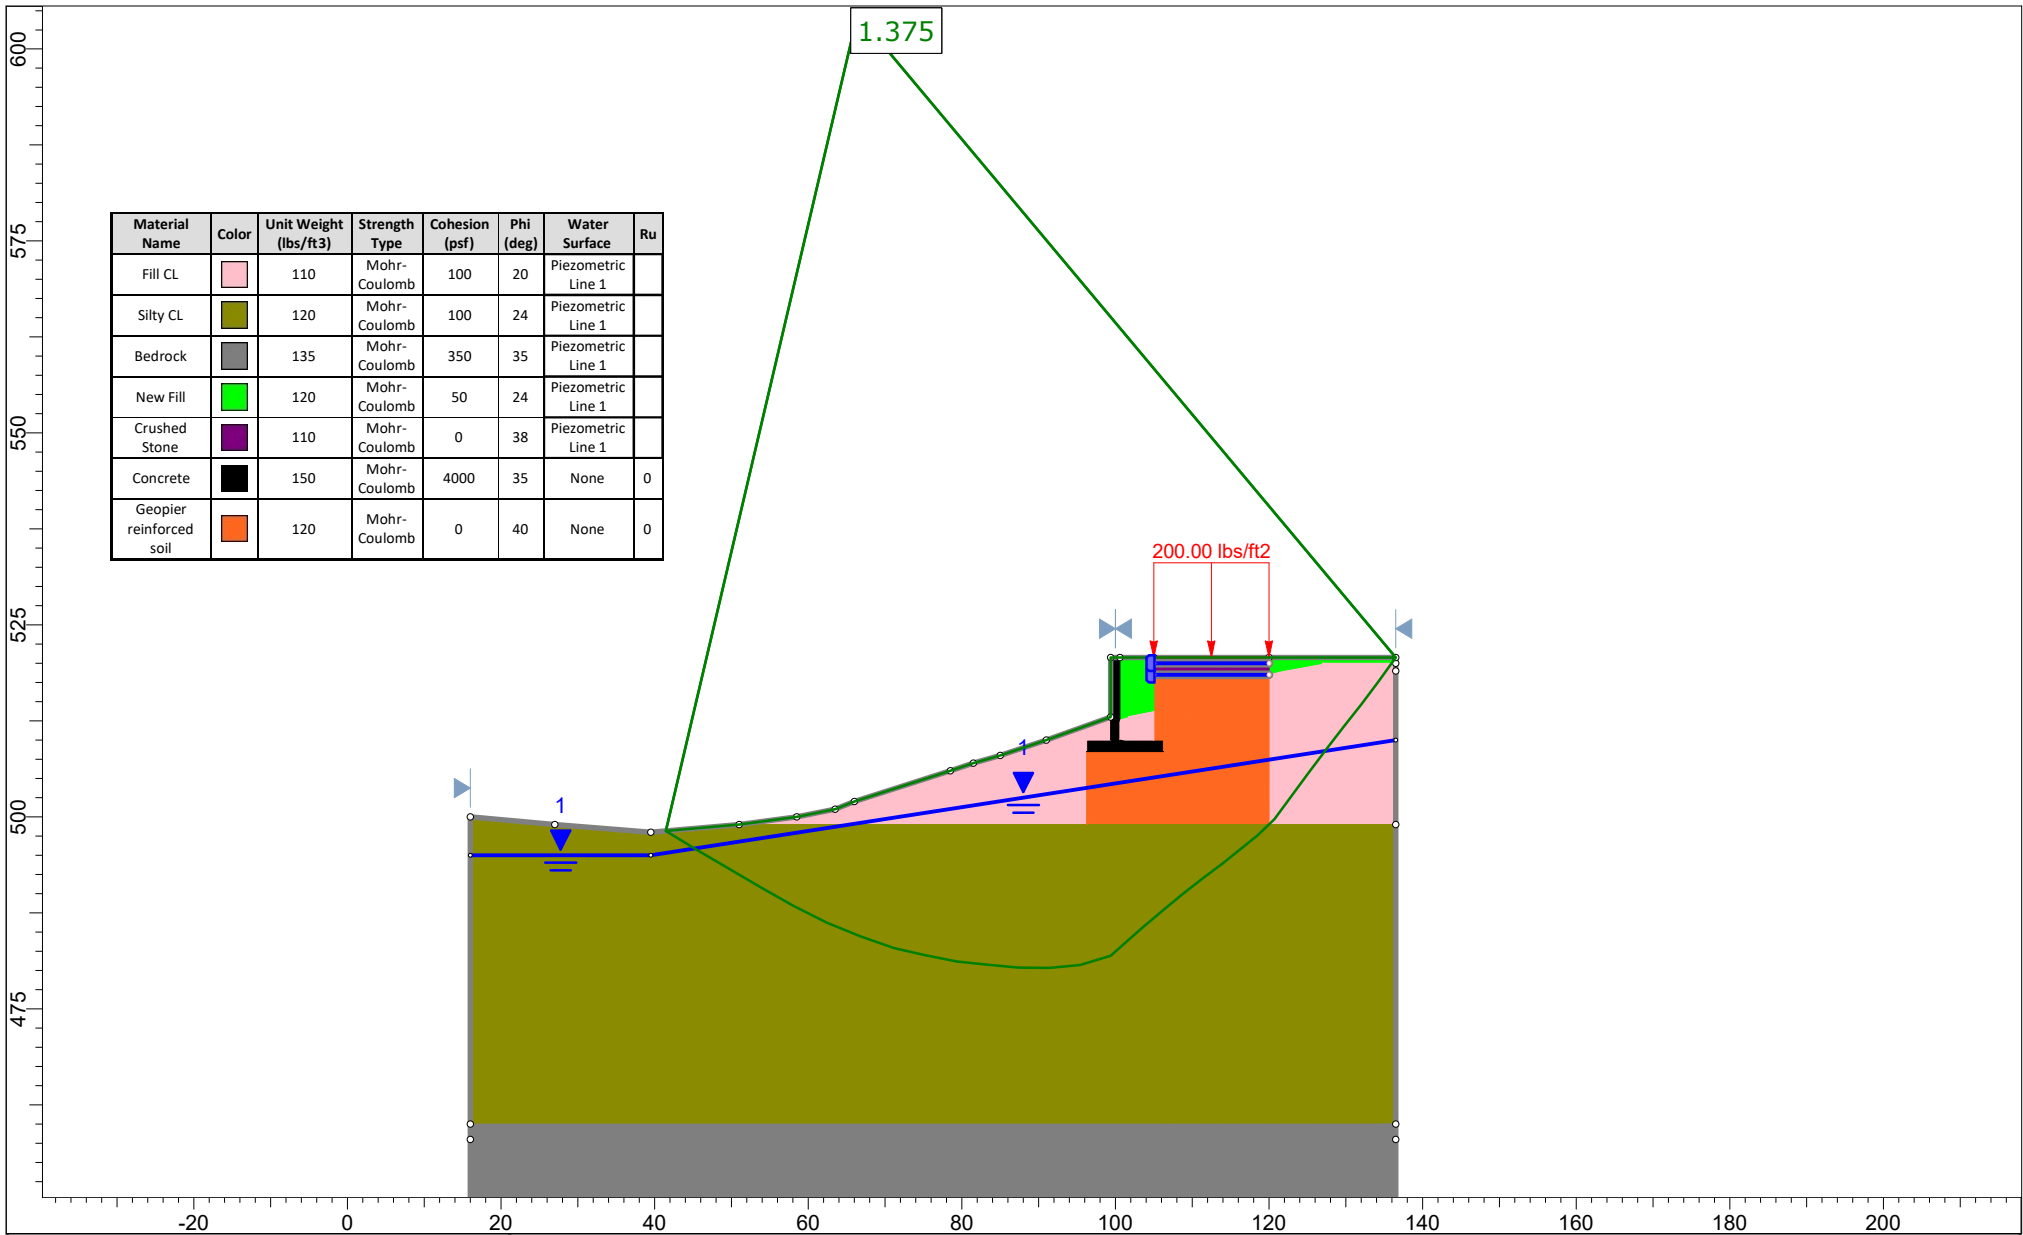 1.375
600
575
550
525
500
475
Material Name Color Unit Weight (lbs/ft3) Strength Type Cohesion (psf) Phi (deg) Water Surface Ru
Fill CL 110 Mohr-Coulomb 100 20 Piezometric Line 1
Silty CL 120 Mohr-Coulomb 100 24 Piezometric Line 1
Bedrock 135 Mohr-Coulomb 350 35 Piezometric Line 1
New Fill 120 Mohr-Coulomb 50 24 Piezometric Line 1
Crushed Stone 110 Mohr-Coulomb 0 38 Piezometric Line 1
Concrete 150 Mohr-Coulomb 4000 35 None 0
Geopier reinforced soil 120 Mohr-Coulomb 0 40 None 0
200.00 lbs/ft2
1
1
-20 0 20 40 60 80 100 120 140 160 180 200